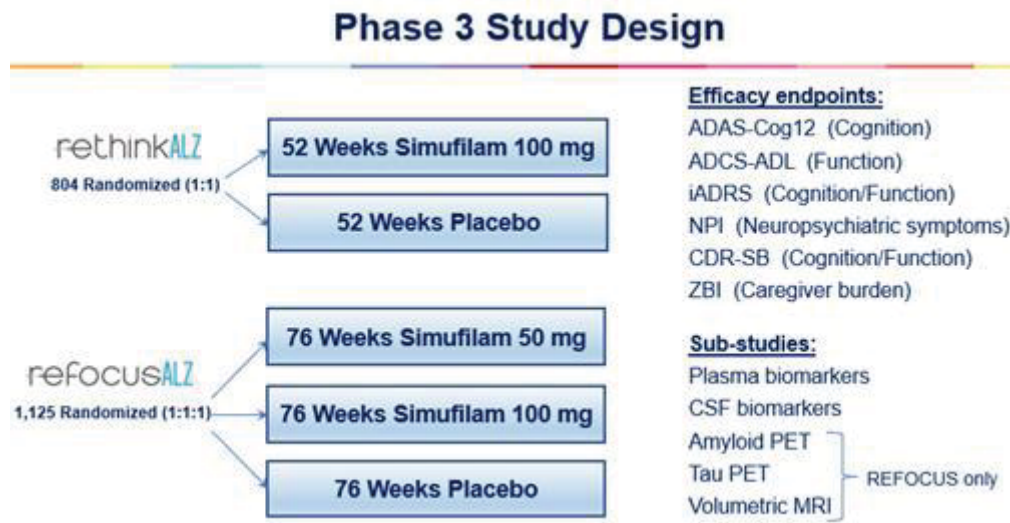 Phase 3 Study Design
rethinkALZ
804 Randomized (1:1)
52 Weeks Simufilam 100 mg
52 Weeks Placebo
refocusALZ
1,125 Randomized (1:1:1)
76 Weeks Simufilam 50 mg
76 Weeks Simufilam 100 mg
76 Weeks Placebo
Efficacy endpoints:
ADAS-Cog12 (Cognition)
ADCS-ADL (Function)
iADRS (Cognition/Function)
NPI (Neuropsychiatric symptoms)
CDR-SB (Cognition/Function)
ZBI (Caregiver burden)
Sub-studies:
Plasma biomarkers
CSF biomarkers
Amyloid PET
Tau PET
Volumetric MRI
REFOCUS only